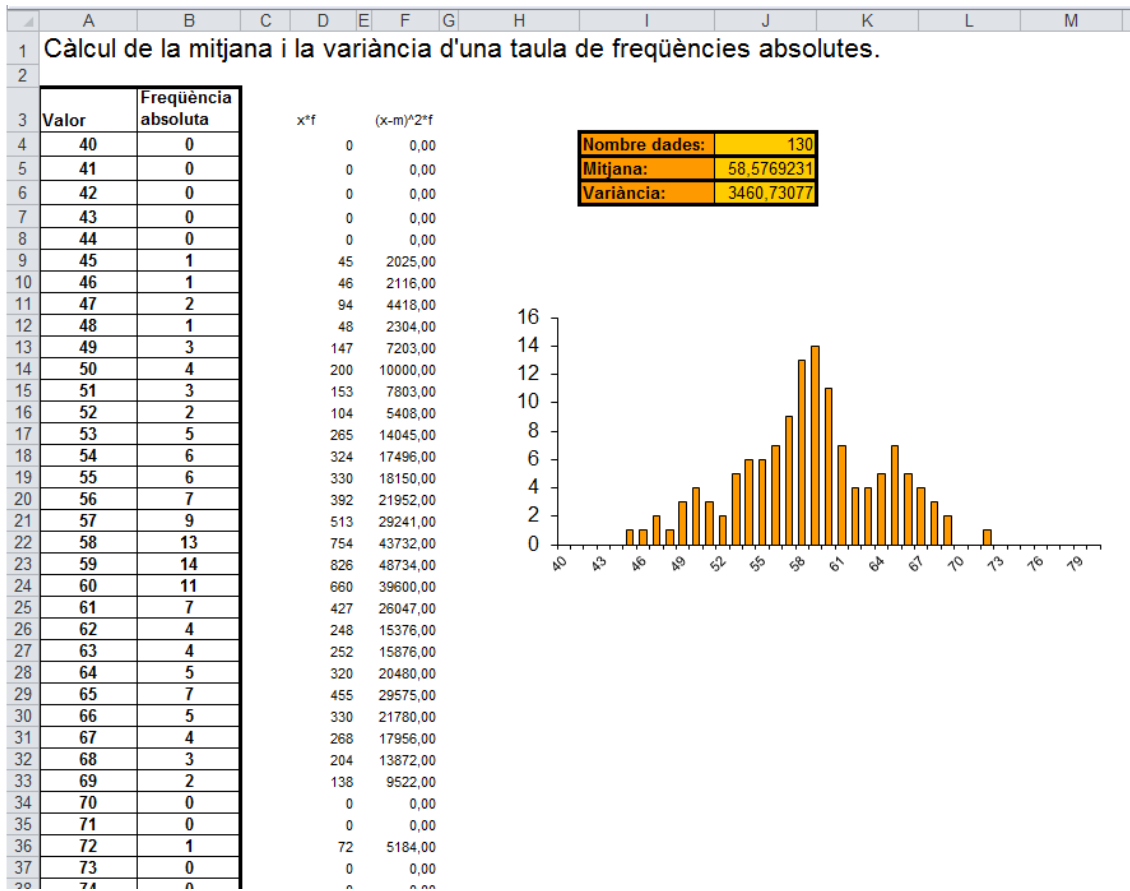 A B C D E F G H I J K L M
1 Càlcul de la mitjana i la variància d'una taula de freqüències absolutes.
2
Freqüència
3 Valor absoluta x*f (x-m)^2*f
4 40 0 0 0,00 Nombre dades: 130
5 41 0 0 0,00 Mitjana: 58,5769231
6 42 0 0 0,00 Variància: 3460,73077
7 43 0 0 0,00
8 44 0 0 0,00
9 45 1 45 2025,00
10 46 1 46 2116,00
11 47 2 94 4418,00
12 48 1 48 2304,00
13 49 3 147 7203,00
14 50 4 200 10000,00
15 51 3 153 7803,00
16 52 2 104 5408,00
17 53 5 265 14045,00
18 54 6 324 17496,00
19 55 6 330 18150,00
20 56 7 392 21952,00
21 57 9 513 29241,00
22 58 13 754 43732,00
23 59 14 826 48734,00
24 60 11 660 39600,00
25 61 7 427 26047,00
26 62 4 248 15376,00
27 63 4 252 15876,00
28 64 5 320 20480,00
29 65 7 455 29575,00
30 66 5 330 21780,00
31 67 4 268 17956,00
32 68 3 204 13872,00
33 69 2 138 9522,00
34 70 0 0 0,00
35 71 0 0 0,00
36 72 1 72 5184,00
37 73 0 0 0,00
38 74 0 0 0,00
16
14
12
10
8
6
4
2
0
40 43 46 49 52 55 58 61 64 67 70 73 76 79